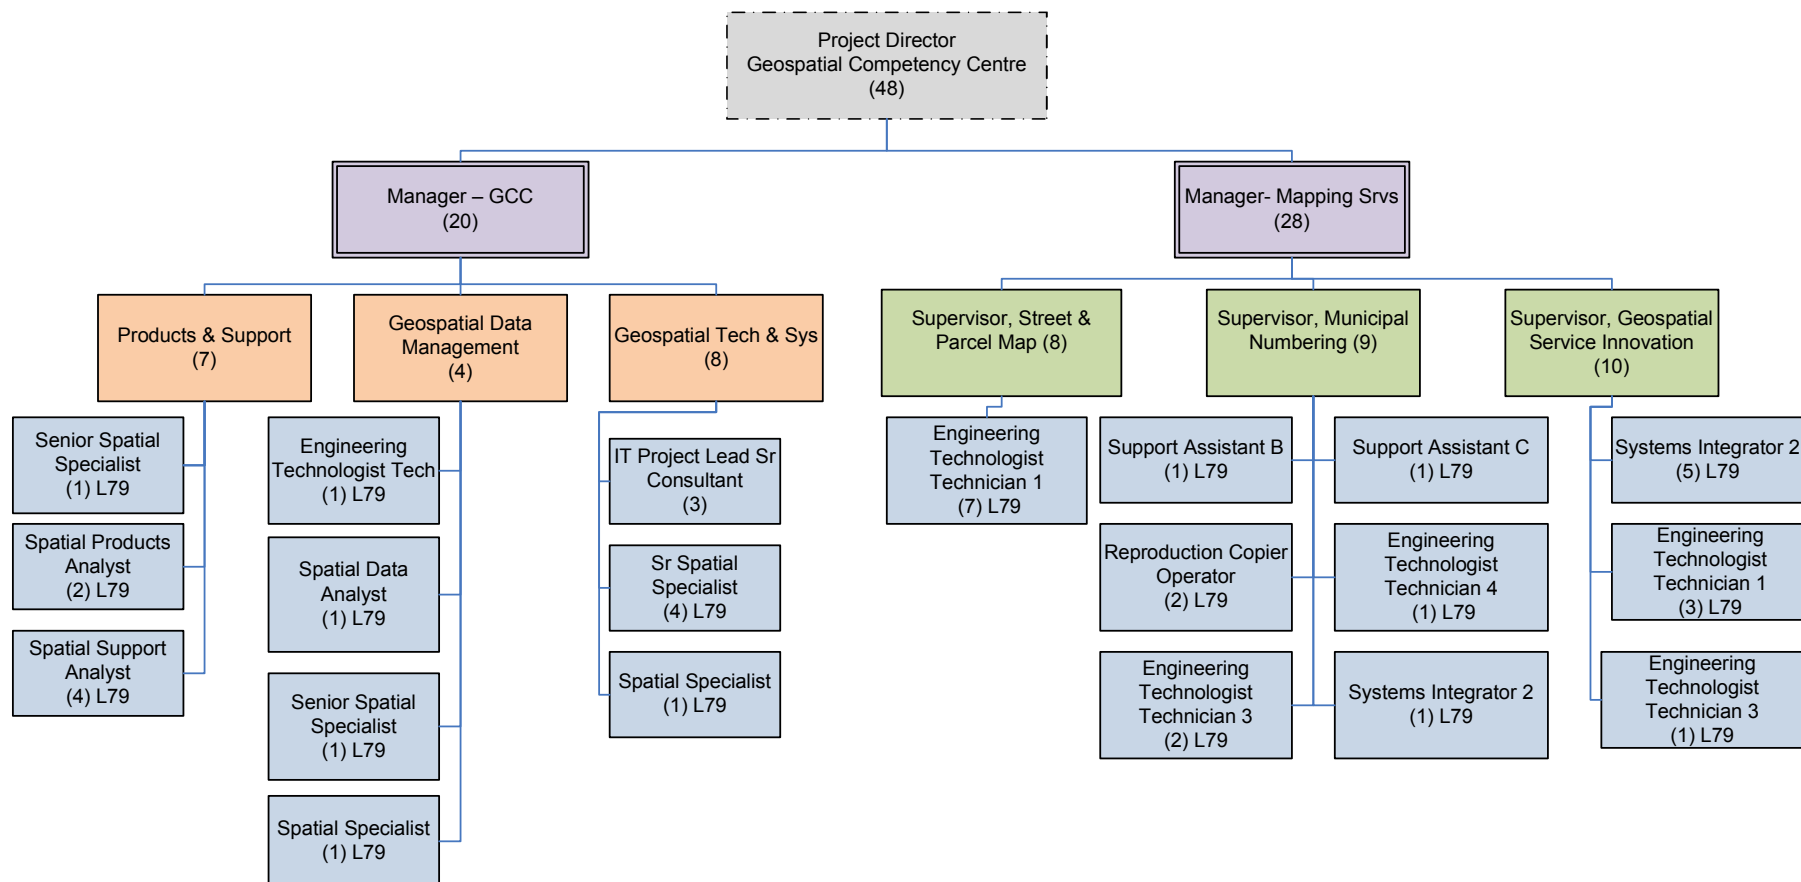 Project Director
Geospatial Competency Centre
(48)
Manager – GCC
(20)
Manager- Mapping Srvs
(28)
Products & Support
(7)
Geospatial Data
Management
(4)
Geospatial Tech & Sys
(8)
Supervisor, Street &
Parcel Map (8)
Supervisor, Municipal
Numbering (9)
Supervisor, Geospatial
Service Innovation
(10)
Senior Spatial
Specialist
(1) L79
Spatial Products
Analyst
(2) L79
Spatial Support
Analyst
(4) L79
Engineering
Technologist Tech
(1) L79
Spatial Data
Analyst
(1) L79
Senior Spatial
Specialist
(1) L79
Spatial Specialist
(1) L79
IT Project Lead Sr
Consultant
(3)
Sr Spatial
Specialist
(4) L79
Spatial Specialist
(1) L79
Engineering
Technologist
Technician 1
(7) L79
Support Assistant B
(1) L79
Reproduction Copier
Operator
(2) L79
Engineering
Technologist
Technician 3
(2) L79
Support Assistant C
(1) L79
Engineering
Technologist
Technician 4
(1) L79
Systems Integrator 2
(1) L79
Systems Integrator 2
(5) L79
Engineering
Technologist
Technician 1
(3) L79
Engineering
Technologist
Technician 3
(1) L79